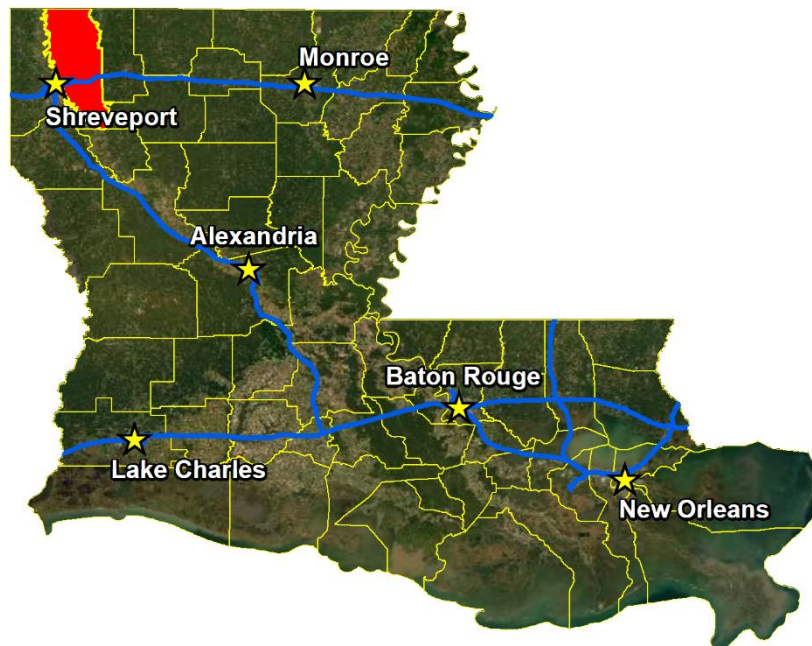 Monroe
Shreveport
Alexandria
Baton Rouge
Lake Charles
New Orleans